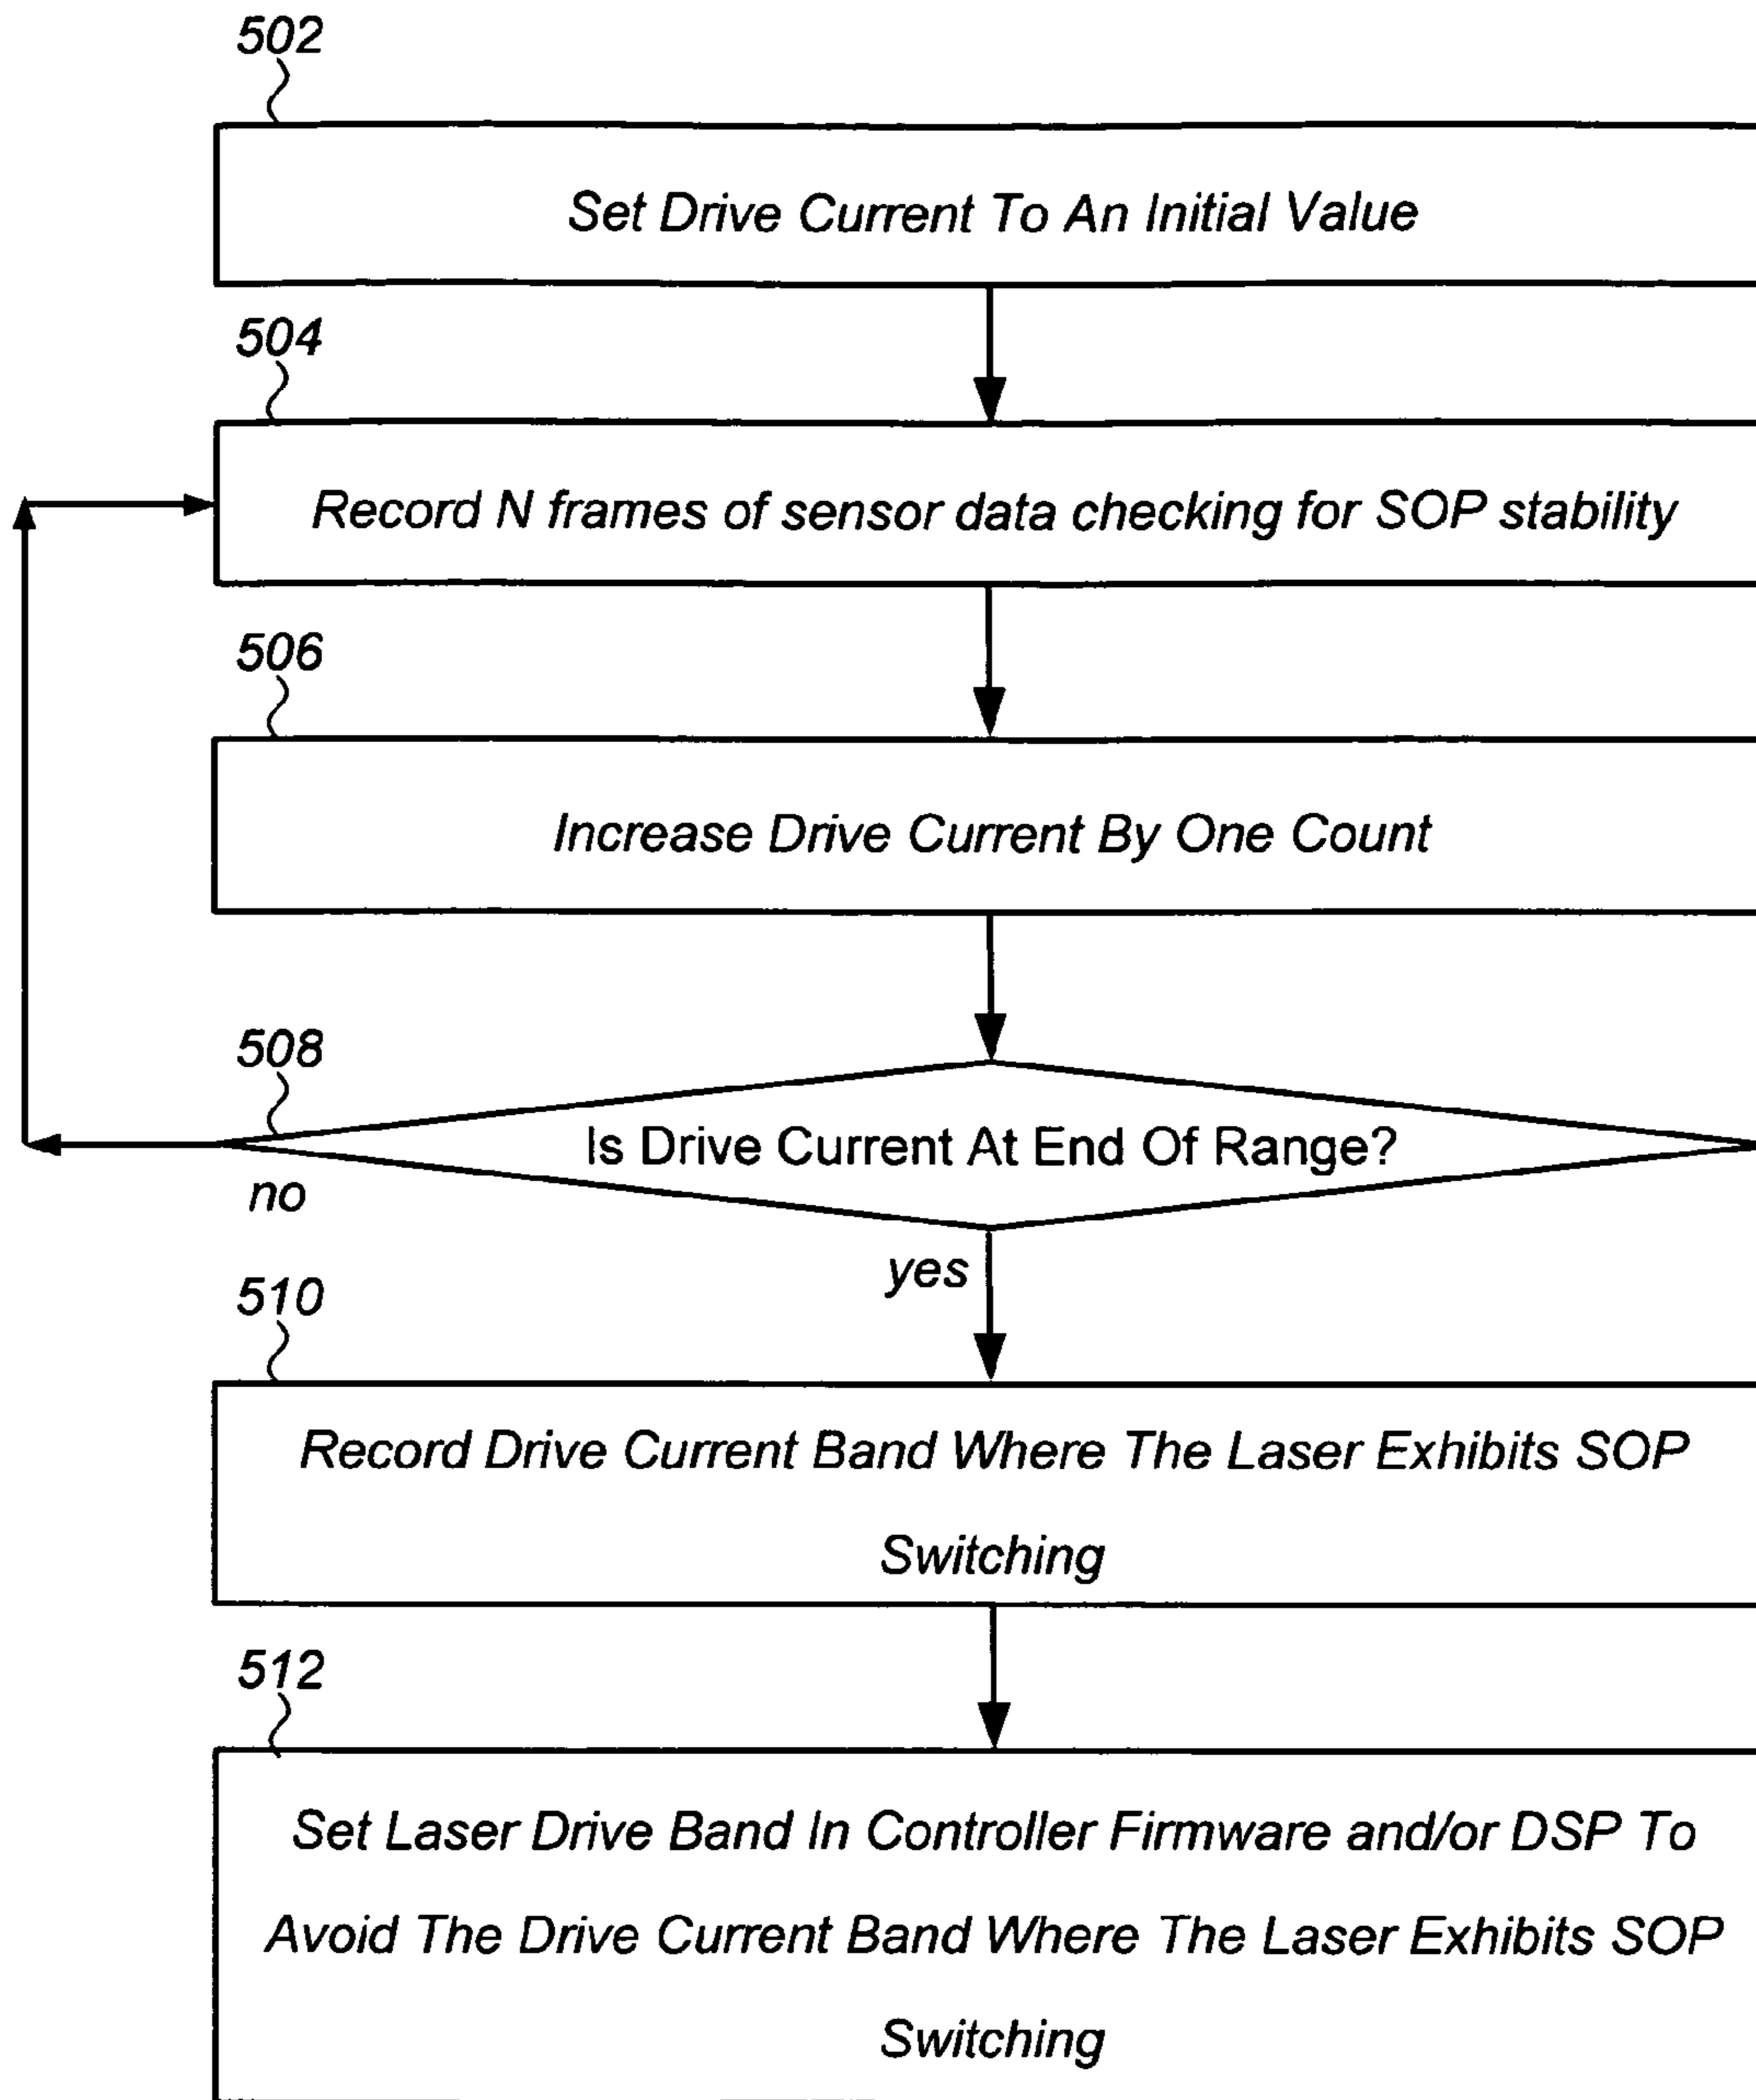 502
Set Drive Current To An Initial Value
504
Record N frames of sensor data checking for SOP stability
506
Increase Drive Current By One Count
508
Is Drive Current At End Of Range?
no
yes
510
Record Drive Current Band Where The Laser Exhibits SOP
Switching
512
Set Laser Drive Band In Controller Firmware and/or DSP To
Avoid The Drive Current Band Where The Laser Exhibits SOP
Switching